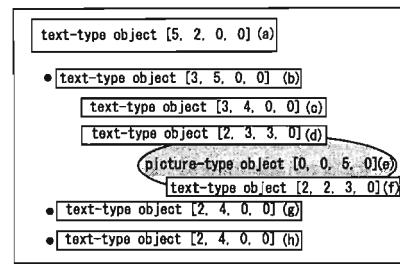 text-type object [5, 2, 0, 0] (a)
● text-type object [3, 5, 0, 0] (b)
text-type object [3, 4, 0, 0] (c)
text-type object [2, 3, 3, 0] (d)
picture-type object [0, 0, 5, 0] (e)
text-type object [2, 2, 3, 0] (f)
● text-type object [2, 4, 0, 0] (g)
● text-type object [2, 4, 0, 0] (h)